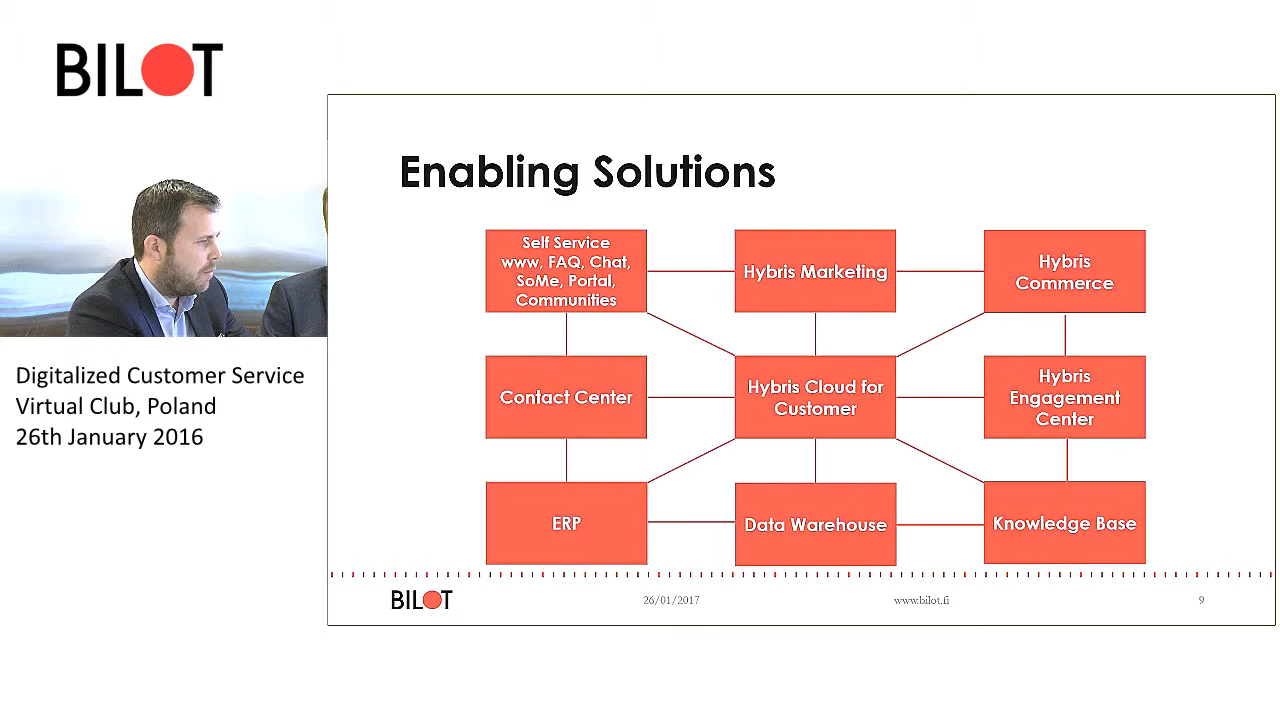 BILOT
Digitalized Customer Service
Virtual Club, Poland
26th January 2016
Enabling Solutions
Self Service
www, FAQ, Chat,
SoMe, Portal,
Communities
Hybris Marketing
Hybris
Commerce
Contact Center
Hybris Cloud for
Customer
Hybris
Engagement
Center
ERP
Data Warehouse
Knowledge Base
BILOT
26/01/2017
www.bilot.fi
9